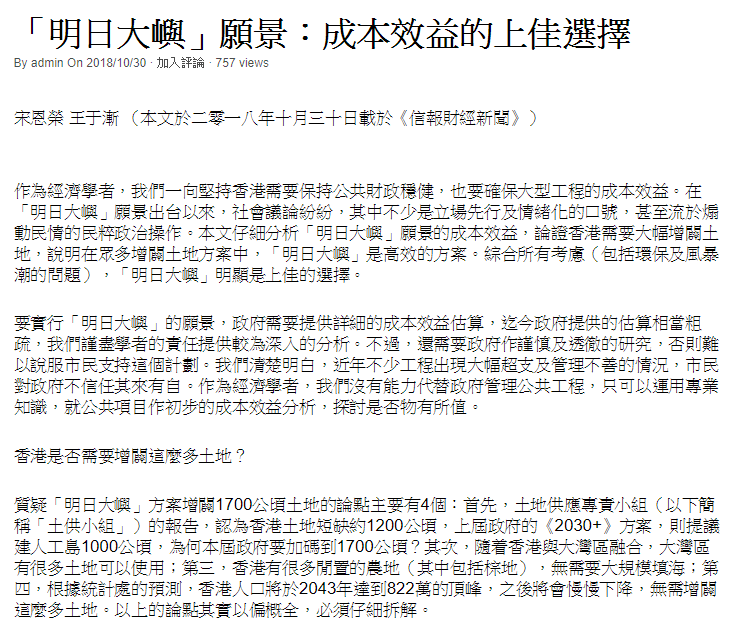 「明日大嶼」願景：成本效益的上佳選擇
By admin On 2018/10/30 · 加入評論 · 757 views
宋恩榮 王于漸 （本文於二零一八年十月三十日載於《信報財經新聞》）
作為經濟學者，我們一向堅持香港需要保持公共財政穩健，也要確保大型工程的成本效益。在
「明日大嶼」願景出台以來，社會議論紛紛，其中不少是立場先行及情緒化的口號，甚至流於煽
動民情的民粹政治操作。本文仔細分析「明日大嶼」願景的成本效益，論證香港需要大幅增闢土
地，說明在眾多增闢土地方案中，「明日大嶼」是高效的方案。綜合所有考慮（包括環保及風暴
潮的問題），「明日大嶼」明顯是上佳的選擇。
要實行「明日大嶼」的願景，政府需要提供詳細的成本效益估算，迄今政府提供的估算相當粗
疏，我們謹盡學者的責任提供較為深入的分析。不過，還需要政府作謹慎及透徹的研究，否則難
以說服市民支持這個計劃。我們清楚明白，近年不少工程出現大幅超支及管理不善的情況，市民
對政府不信任其來有自。作為經濟學者，我們沒有能力代替政府管理公共工程，只可以運用專業
知識，就公共項目作初步的成本效益分析，探討是否物有所值。
香港是否需要增闢這麼多土地？
質疑「明日大嶼」方案增闢1700公頃土地的論點主要有4個：首先，土地供應專責小組（以下簡
稱「土供小組」）的報告，認為香港土地短缺約1200公頃，上屆政府的《2030+》方案，則提議
建人工島1000公頃，為何本屆政府要加碼到1700公頃？其次，隨着香港與大灣區融合，大灣區
有很多土地可以使用；第三，香港有很多閒置的農地（其中包括棕地），無需要大規模填海；第
四，根據統計處的預測，香港人口將於2043年達到822萬的頂峰，之後將會慢慢下降，無需增闢
這麼多土地。以上的論點其實以偏概全，必須仔細拆解。